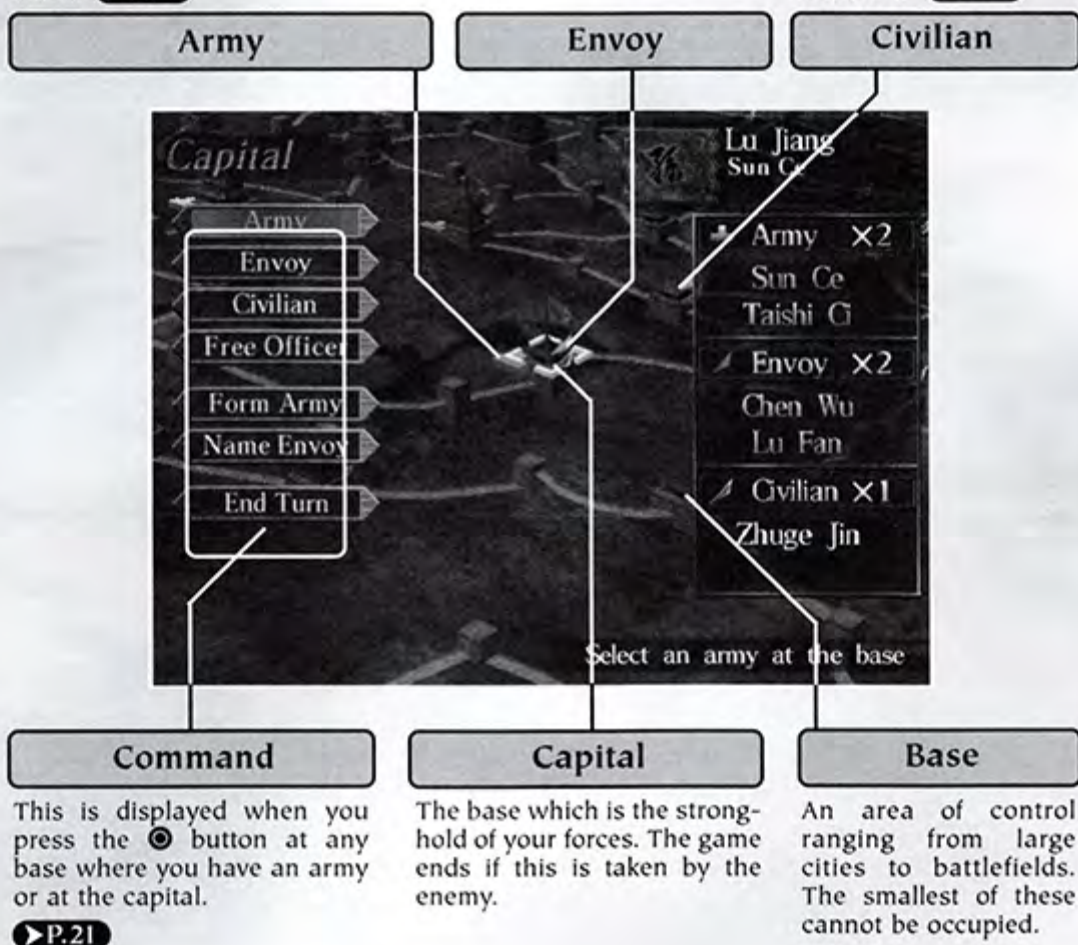 Army
Envoy
Civilian
Capital
Lu Jiang
Sun Ce
Army
Envoy
Civilian
Free Officer
Form Army
Name Envoy
End Turn
Army ×2
Sun Ce
Taishi Ci
Envoy ×2
Chen Wu
Lu Fan
Civilian ×1
Zhuge Jin
Select an army at the base
Command
This is displayed when you
press the ◉ button at any
base where you have an army
or at the capital.
➤P.21
Capital
The base which is the strong-
hold of your forces. The game
ends if this is taken by the
enemy.
Base
An area of control
ranging from large
cities to battlefields.
The smallest of these
cannot be occupied.